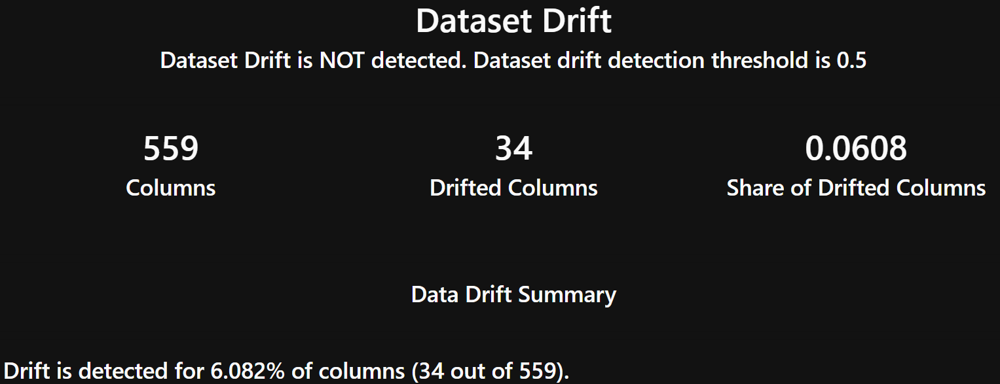 Dataset Drift
Dataset Drift is NOT detected. Dataset drift detection threshold is 0.5
559
34
0.0608
Columns
Drifted Columns
Share of Drifted Columns
Data Drift Summary
Drift is detected for 6.082% of columns (34 out of 559).